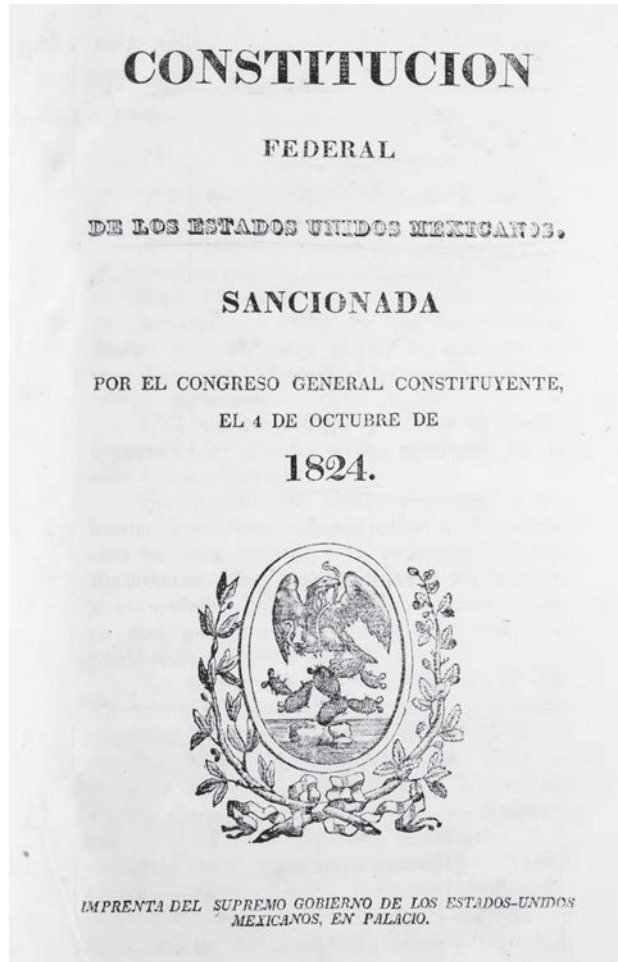 CONSTITUCION
FEDERAL
DE LOS ESTADOS UNIDOS MEXICANOS.
SANCIONADA
POR EL CONGRESO GENERAL CONSTITUYENTE,
EL 4 DE OCTUBRE DE
1824.
IMPRENTA DEL SUPREMO GOBIERNO DE LOS ESTADOS-UNIDOS
MEXICANOS, EN PALACIO.